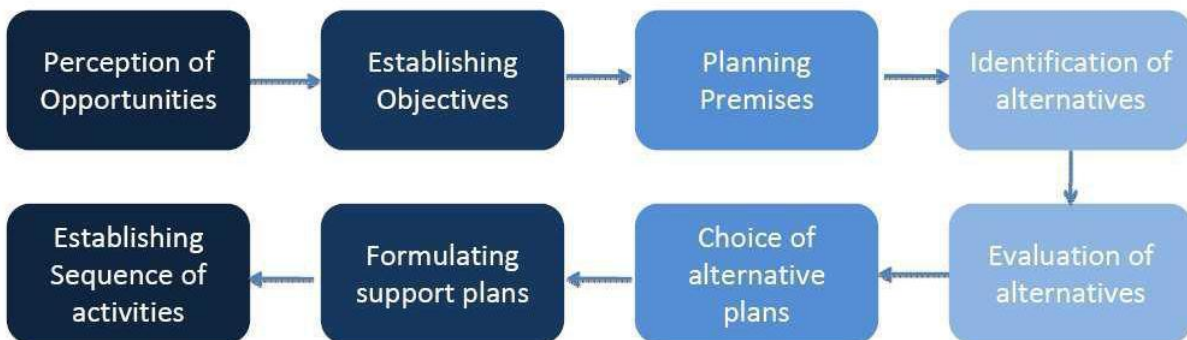 Perception of
Opportunities
Establishing
Objectives
Planning
Premises
Identification of
alternatives
Evaluation of
alternatives
Choice of
alternative
plans
Formulating
support plans
Establishing
Sequence of
activities